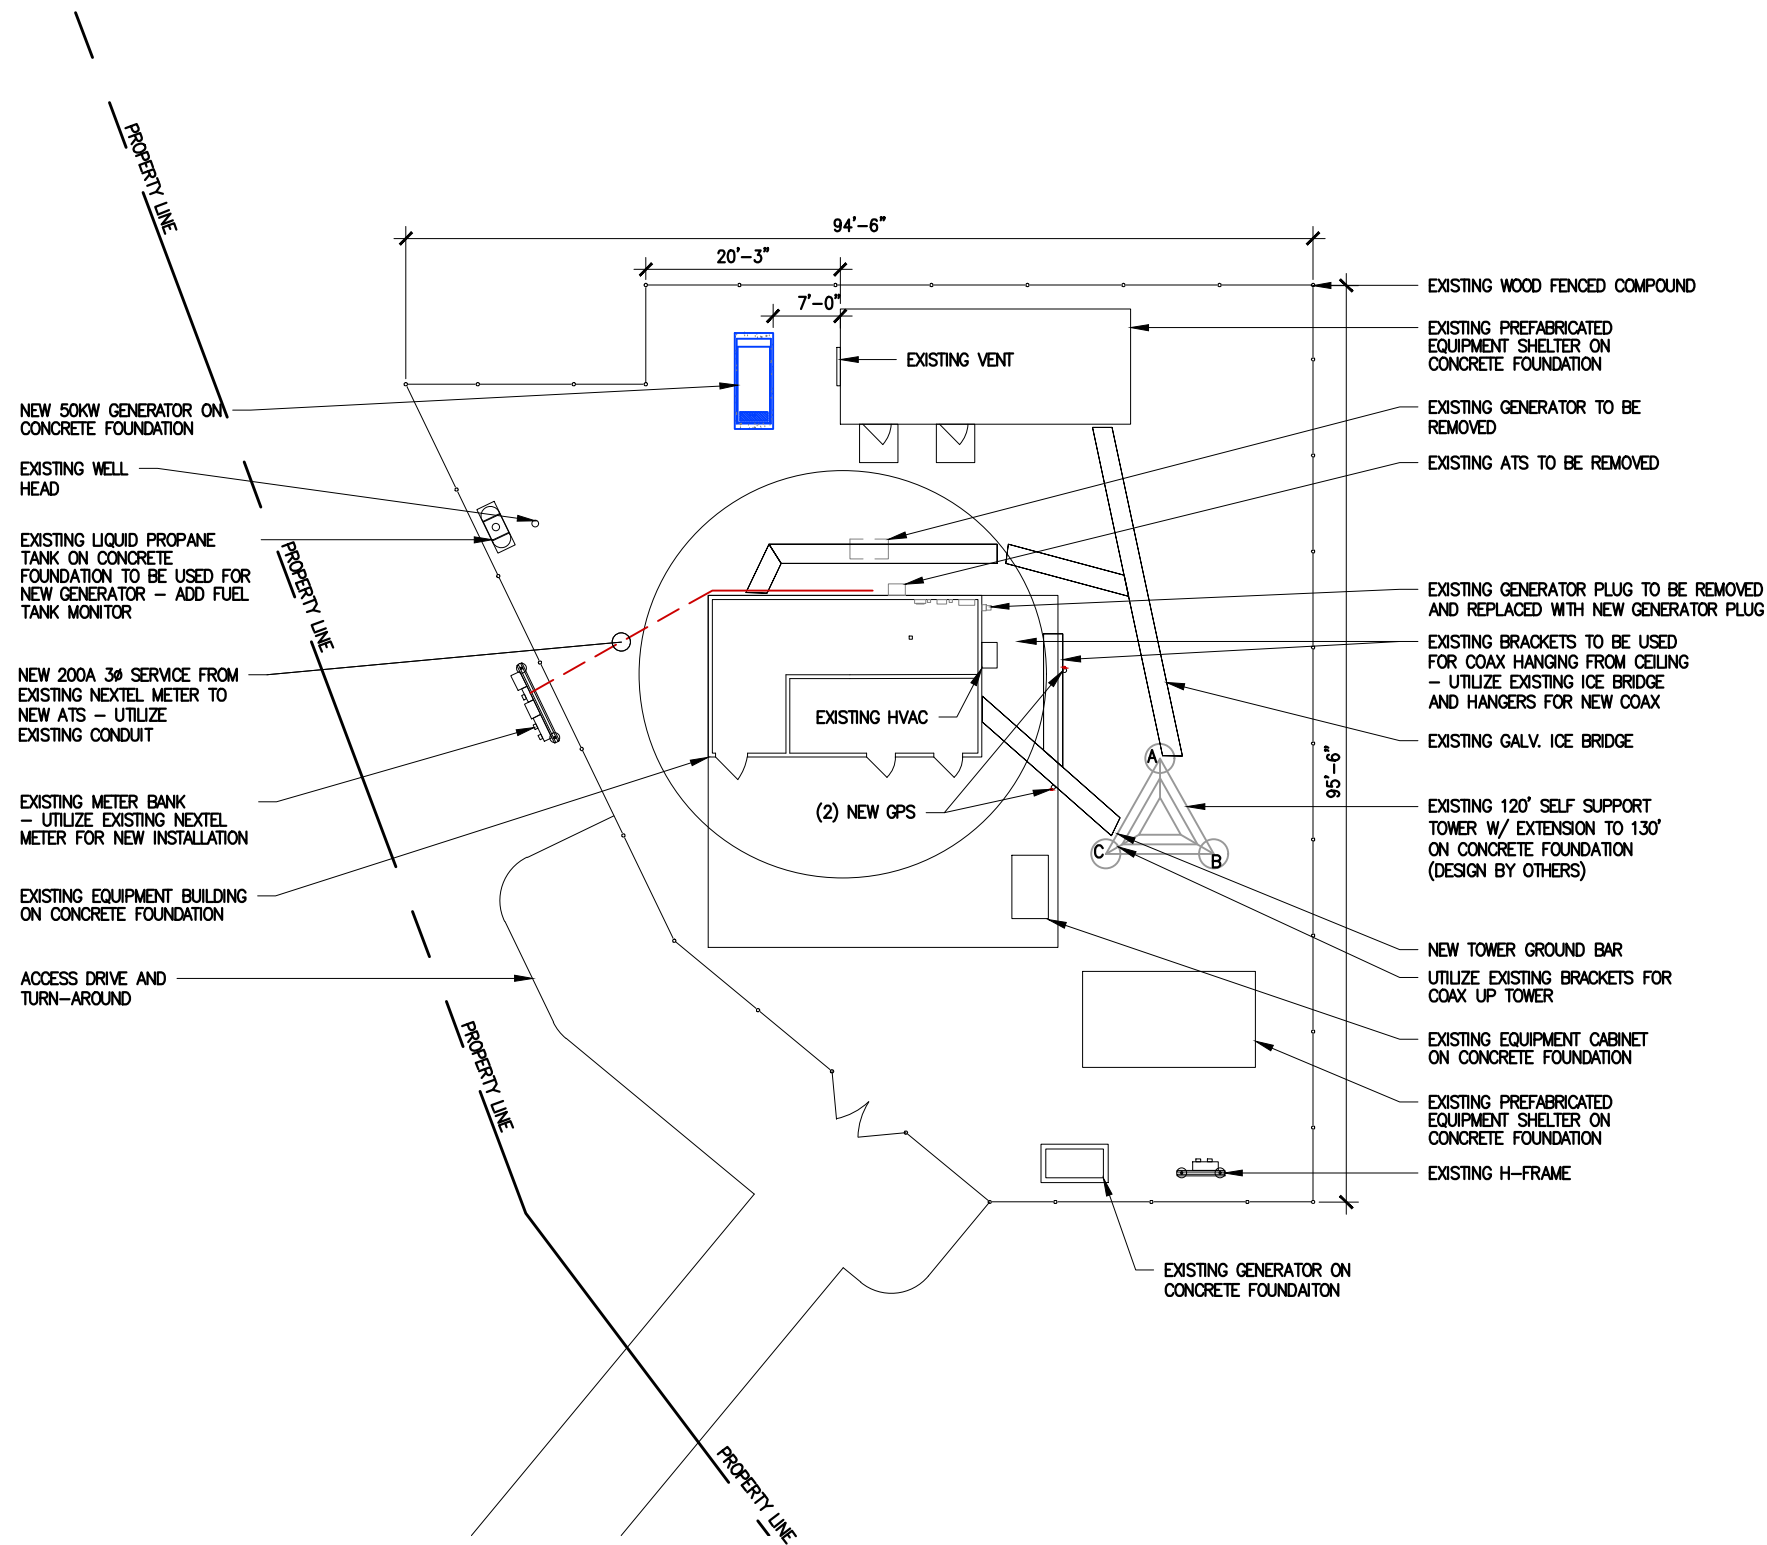 PROPERTY LINE
94'-6"
20'-3"
7'-0"
EXISTING VENT
NEW 50KW GENERATOR ON
CONCRETE FOUNDATION
EXISTING WELL
HEAD
EXISTING LIQUID PROPANE
TANK ON CONCRETE
FOUNDATION TO BE USED FOR
NEW GENERATOR - ADD FUEL
TANK MONITOR
PROPERTY LINE
NEW 200A 3ø SERVICE FROM
EXISTING NEXTEL METER TO
NEW ATS - UTILIZE
EXISTING CONDUIT
EXISTING METER BANK
- UTILIZE EXISTING NEXTEL
METER FOR NEW INSTALLATION
EXISTING EQUIPMENT BUILDING
ON CONCRETE FOUNDATION
ACCESS DRIVE AND
TURN-AROUND
PROPERTY LINE
EXISTING HVAC
(2) NEW GPS
A
C
B
95'-6"
EXISTING WOOD FENCED COMPOUND
EXISTING PREFABRICATED
EQUIPMENT SHELTER ON
CONCRETE FOUNDATION
EXISTING GENERATOR TO BE
REMOVED
EXISTING ATS TO BE REMOVED
EXISTING GENERATOR PLUG TO BE REMOVED
AND REPLACED WITH NEW GENERATOR PLUG
EXISTING BRACKETS TO BE USED
FOR COAX HANGING FROM CEILING
- UTILIZE EXISTING ICE BRIDGE
AND HANGERS FOR NEW COAX
EXISTING GALV. ICE BRIDGE
EXISTING 120' SELF SUPPORT
TOWER W/ EXTENSION TO 130'
ON CONCRETE FOUNDATION
(DESIGN BY OTHERS)
NEW TOWER GROUND BAR
UTILIZE EXISTING BRACKETS FOR
COAX UP TOWER
EXISTING EQUIPMENT CABINET
ON CONCRETE FOUNDATION
EXISTING PREFABRICATED
EQUIPMENT SHELTER ON
CONCRETE FOUNDATION
EXISTING H-FRAME
EXISTING GENERATOR ON
CONCRETE FOUNDAITON
PROPERTY LINE